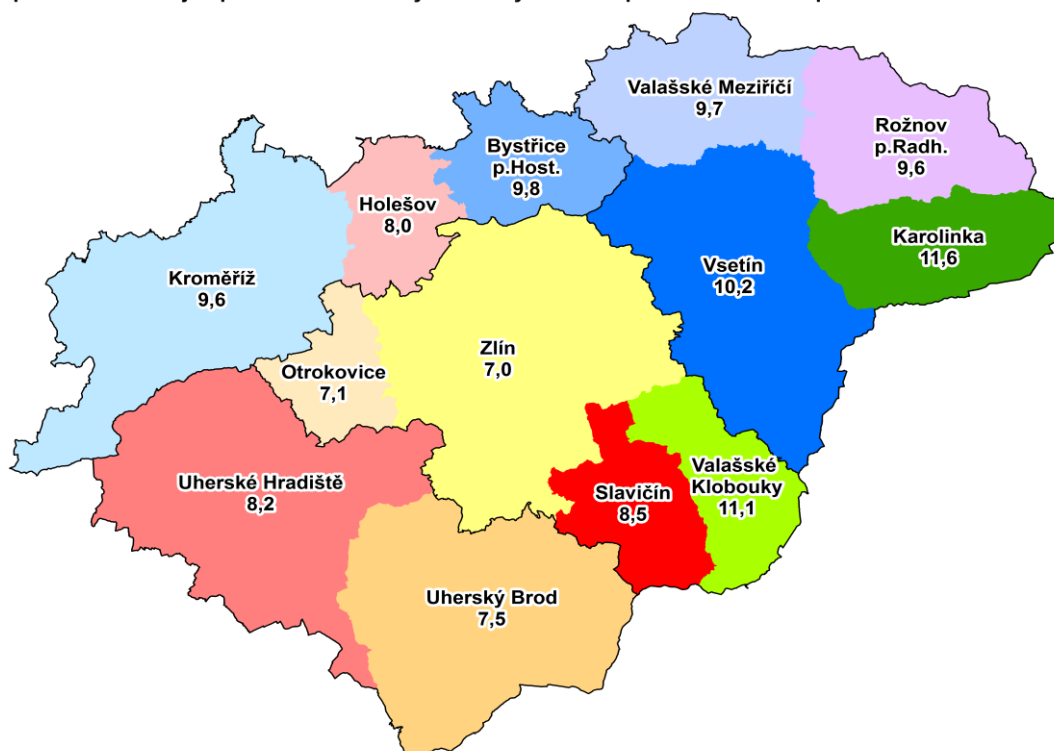 Valašské Meziříčí
9,7
Rožnov
p.Radh.
9,6
Bystřice
p.Host.
9,8
Holešov
8,0
Karolinka
11,6
Vsetín
10,2
Kroměříž
9,6
Zlín
7,0
Otrokovice
7,1
Valašské
Klobouky
11,1
Uherské Hradiště
8,2
Slavičín
8,5
Uherský Brod
7,5